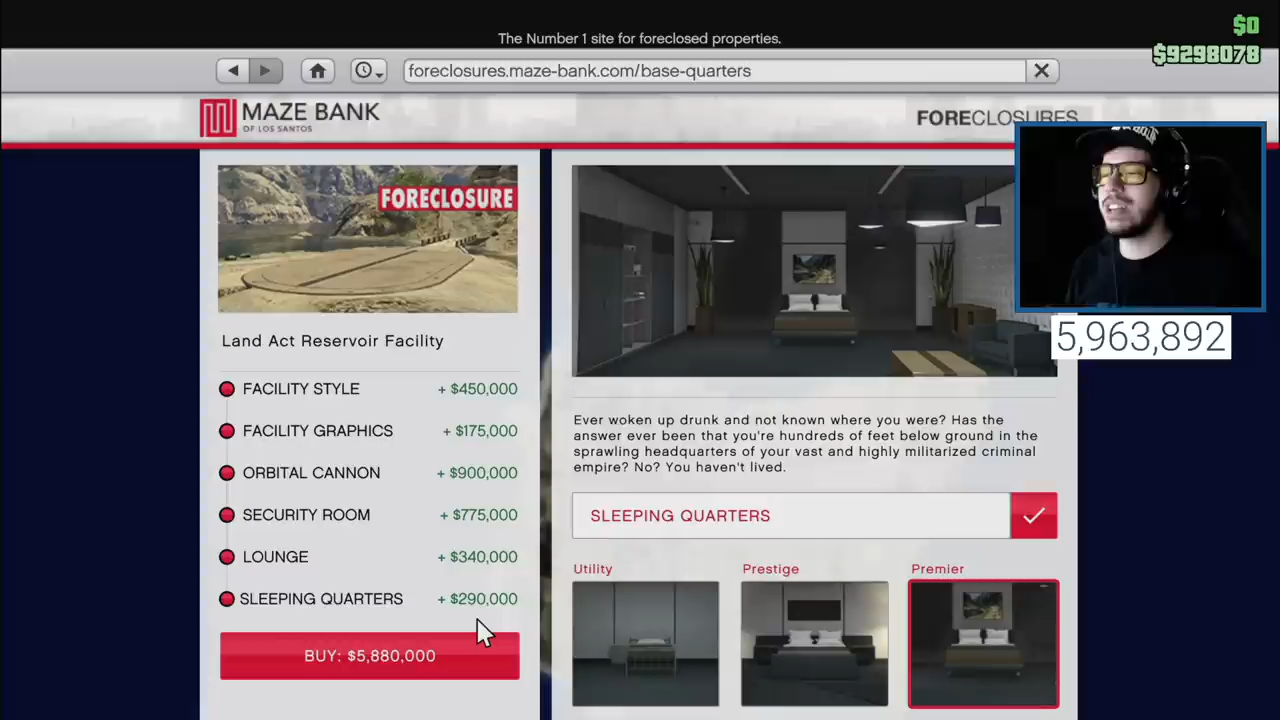 $0
The Number 1 site for foreclosed properties.
$9298078
foreclosures.maze-bank.com/base-quarters
MAZE BANK
OF LOS SANTOS
FORECLOSURES
FORECLOSURE
5,963,892
Land Act Reservoir Facility
FACILITY STYLE + $450,000
FACILITY GRAPHICS + $175,000
ORBITAL CANNON + $900,000
SECURITY ROOM + $775,000
LOUNGE + $340,000
SLEEPING QUARTERS + $290,000
BUY: $5,880,000
Ever woken up drunk and not known where you were? Has the
answer ever been that you're hundreds of feet below ground in the
sprawling headquarters of your vast and highly militarized criminal
empire? No? You haven't lived.
SLEEPING QUARTERS
Utility
Prestige
Premier